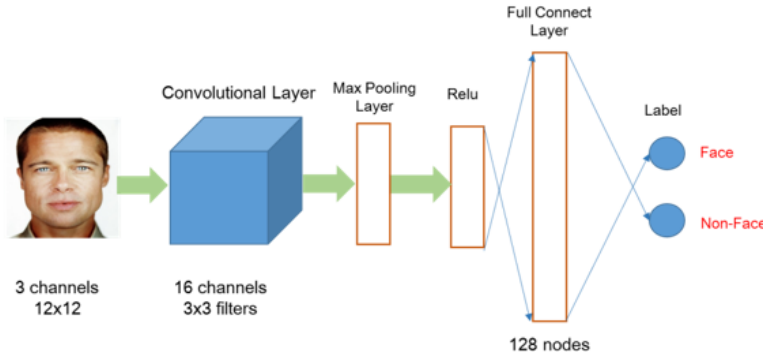 Full Connect
Layer
Convolutional Layer
Max Pooling
Layer
Relu
Label
Face
Non-Face
3 channels
12x12
16 channels
3x3 filters
128 nodes